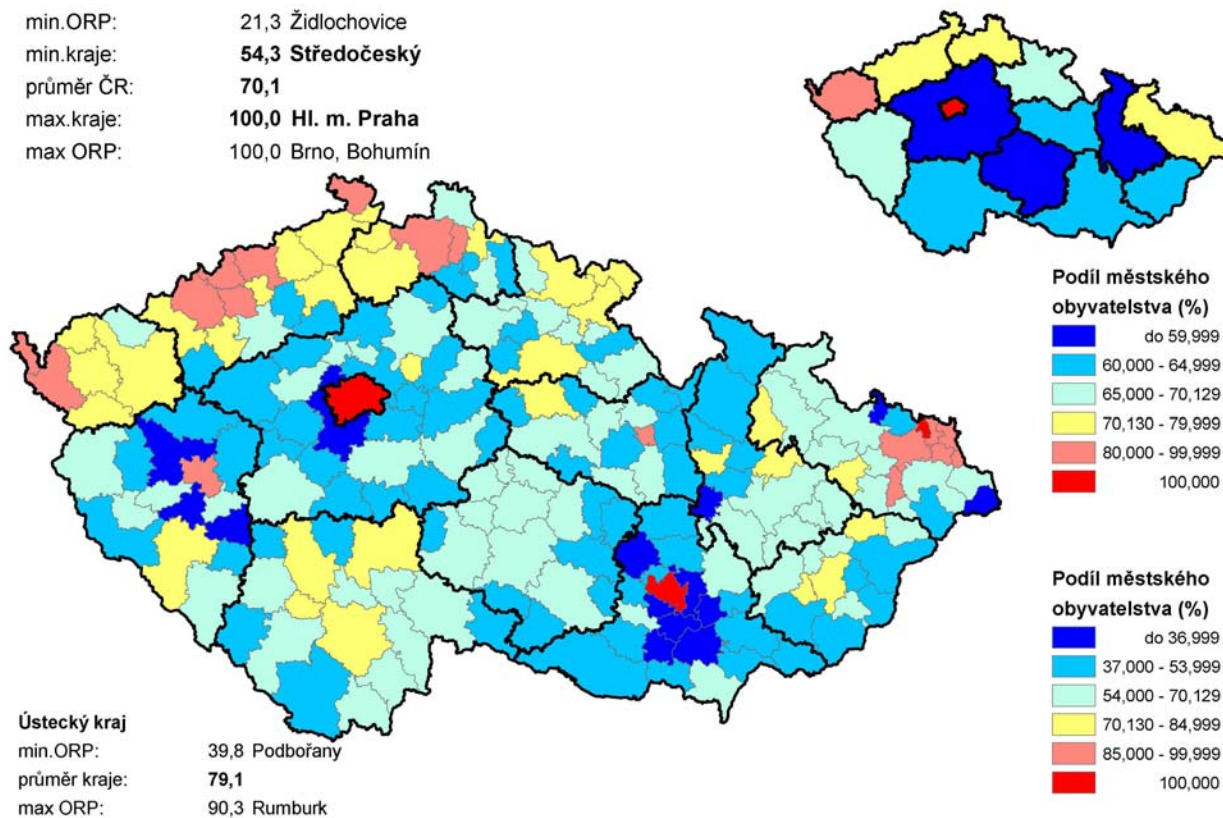 min.ORP: 21,3 Židlochovice
min.kraje: 54,3 Středočeský
průměr ČR: 70,1
max.kraje: 100,0 Hl. m. Praha
max ORP: 100,0 Brno, Bohumín
Podíl městského
obyvatelstva (%)
do 59,999
60,000 - 64,999
65,000 - 70,129
70,130 - 79,999
80,000 - 99,999
100,000
Podíl městského
obyvatelstva (%)
do 36,999
37,000 - 53,999
54,000 - 70,129
70,130 - 84,999
85,000 - 99,999
100,000
Ústecký kraj
min.ORP: 39,8 Podbořany
průměr kraje: 79,1
max ORP: 90,3 Rumburk